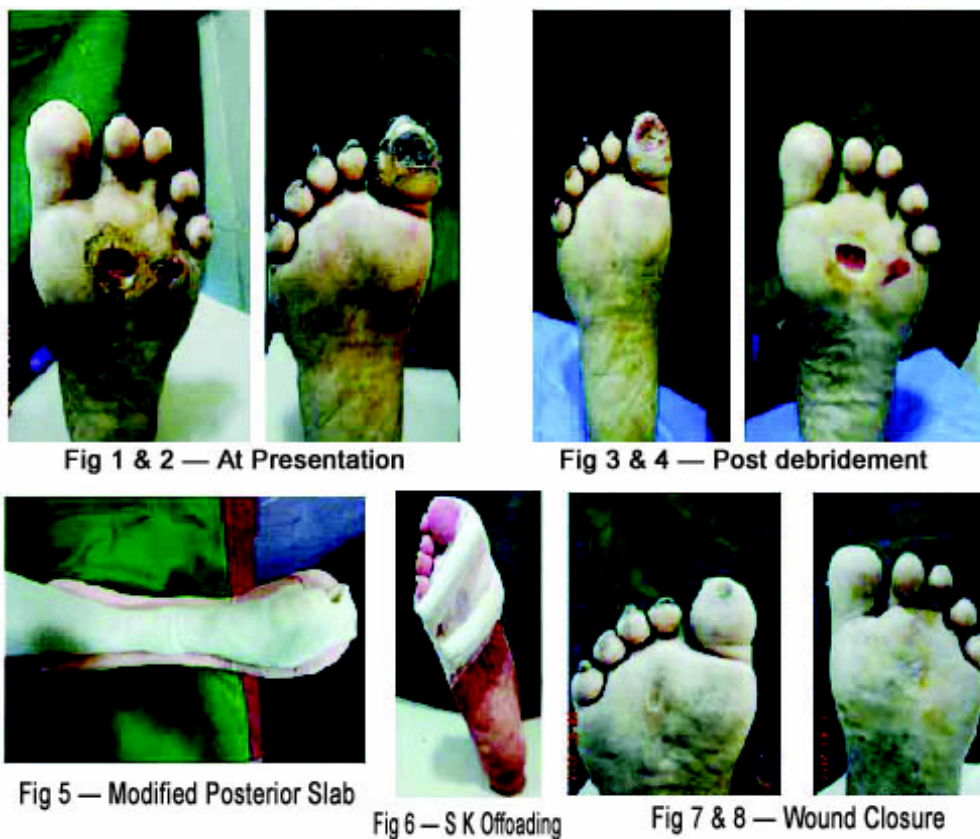 Fig 1 & 2 — At Presentation
Fig 3 & 4 — Post debridement
Fig 5 — Modified Posterior Slab
Fig 6 — S K Offoading
Fig 7 & 8 — Wound Closure